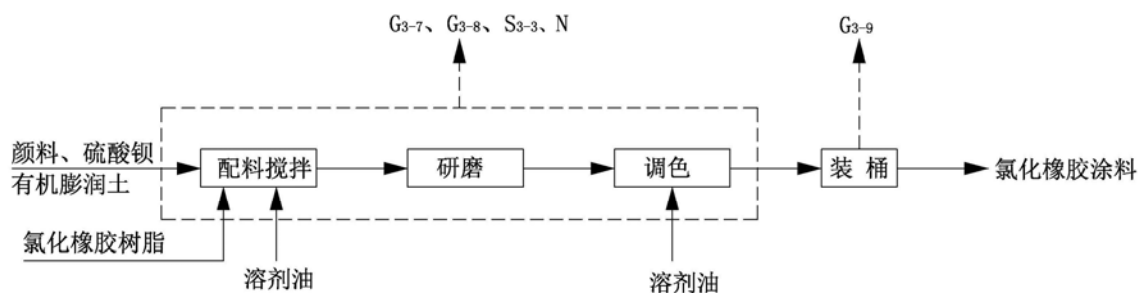 G3-7、G3-8、S3-3、N
G3-9
颜料、硫酸钡
有机膨润土
配料搅拌
研磨
调色
装 桶
氯化橡胶涂料
氯化橡胶树脂
溶剂油
溶剂油